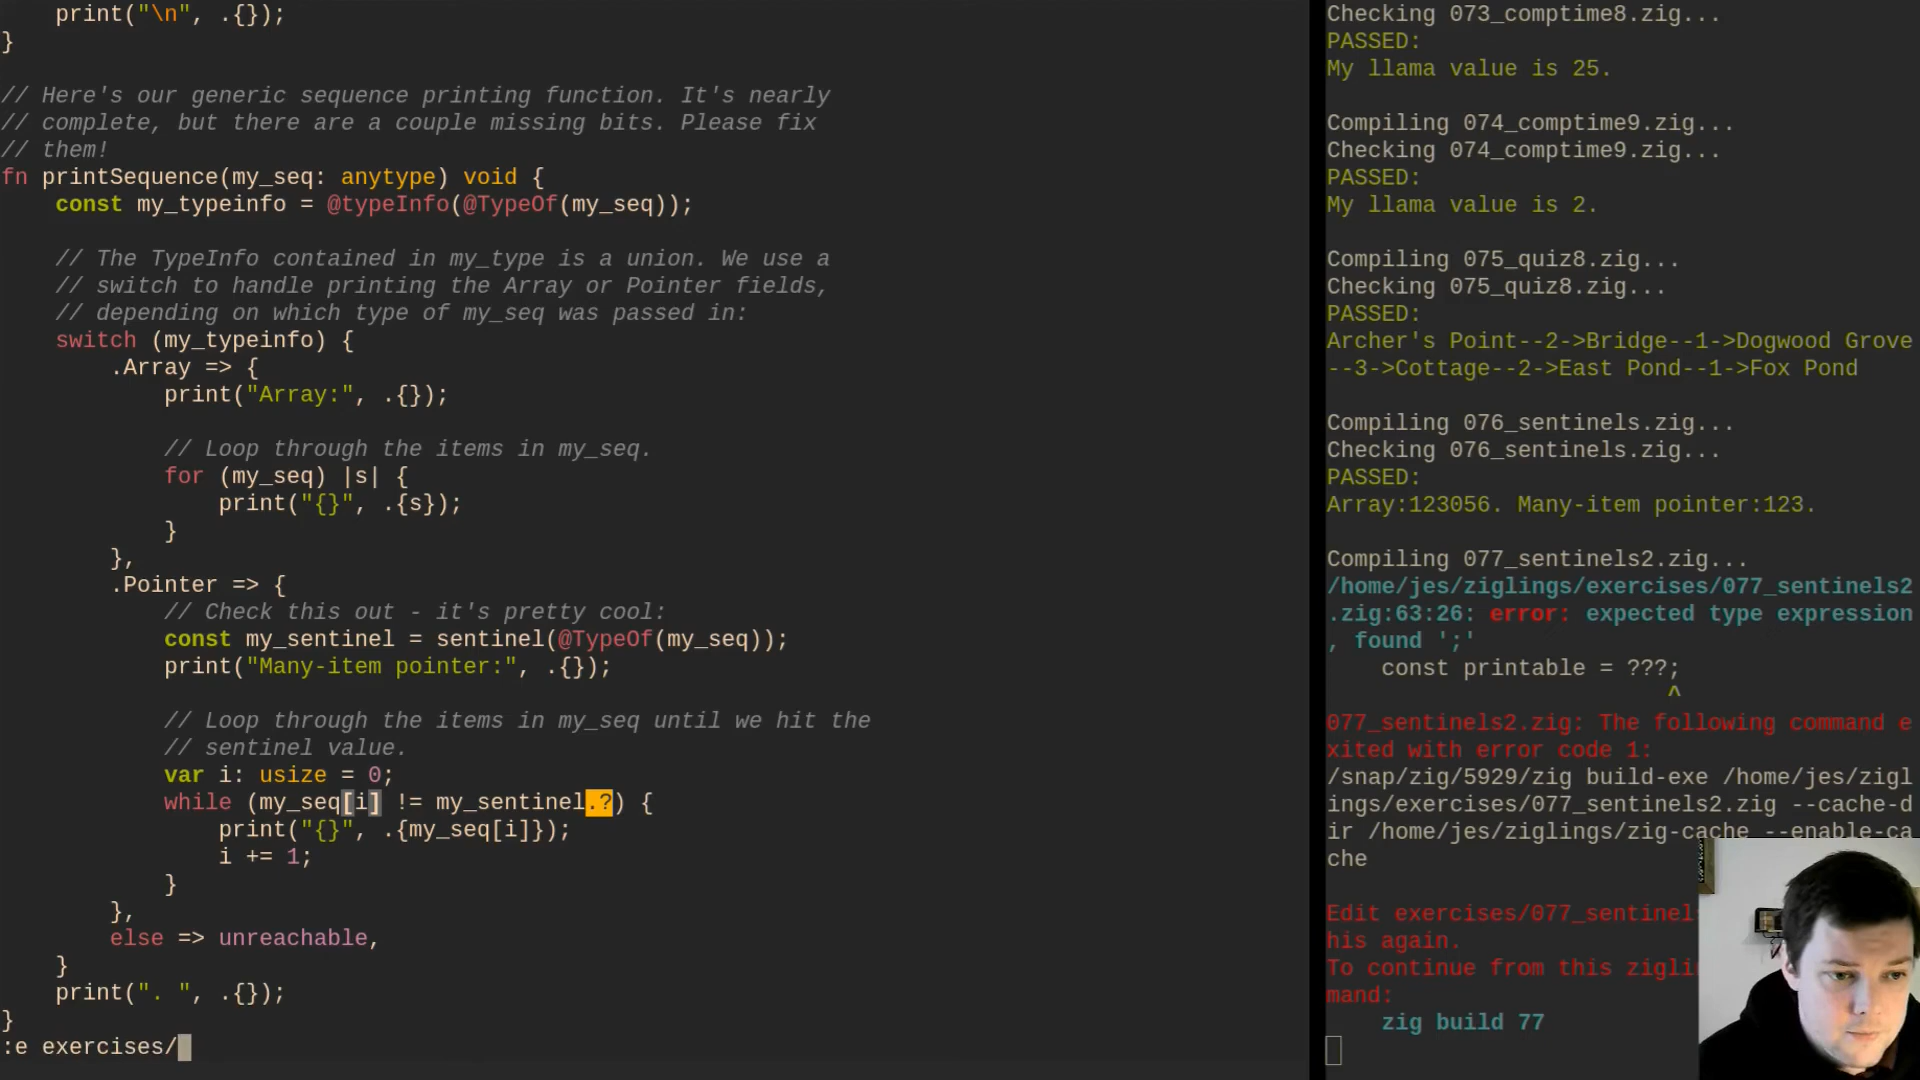 print("\n", .{});
}
// Here's our generic sequence printing function. It's nearly
// complete, but there are a couple missing bits. Please fix
// them!
fn printSequence(my_seq: anytype) void {
const my_typeinfo = @typeInfo(@TypeOf(my_seq));
// The TypeInfo contained in my_type is a union. We use a
// switch to handle printing the Array or Pointer fields,
// depending on which type of my_seq was passed in:
switch (my_typeinfo) {
.Array => {
print("Array:", .{});
// Loop through the items in my_seq.
for (my_seq) |s| {
print("{}", .{s});
}
},
.Pointer => {
// Check this out - it's pretty cool:
const my_sentinel = sentinel(@TypeOf(my_seq));
print("Many-item pointer:", .{});
// Loop through the items in my_seq until we hit the
// sentinel value.
var i: usize = 0;
while (my_seq[i] != my_sentinel.?) {
print("{}", .{my_seq[i]});
i += 1;
}
},
else => unreachable,
}
print(". ", .{});
}
:e exercises/
Checking 073_comptime8.zig...
PASSED:
My llama value is 25.
Compiling 074_comptime9.zig...
Checking 074_comptime9.zig...
PASSED:
My llama value is 2.
Compiling 075_quiz8.zig...
Checking 075_quiz8.zig...
PASSED:
Archer's Point--2->Bridge--1->Dogwood Grove
--3->Cottage--2->East Pond--1->Fox Pond
Compiling 076_sentinels.zig...
Checking 076_sentinels.zig...
PASSED:
Array:123056. Many-item pointer:123.
Compiling 077_sentinels2.zig...
/home/jes/ziglings/exercises/077_sentinels2
.zig:63:26: error: expected type expression
, found ';'
const printable = ???;
^
077_sentinels2.zig: The following command e
xited with error code 1:
/snap/zig/5929/zig build-exe /home/jes/zigl
ings/exercises/077_sentinels2.zig --cache-d
ir /home/jes/ziglings/zig-cache --enable-ca
che
Edit exercises/077_sentinel
his again.
To continue from this zigli
mand:
zig build 77